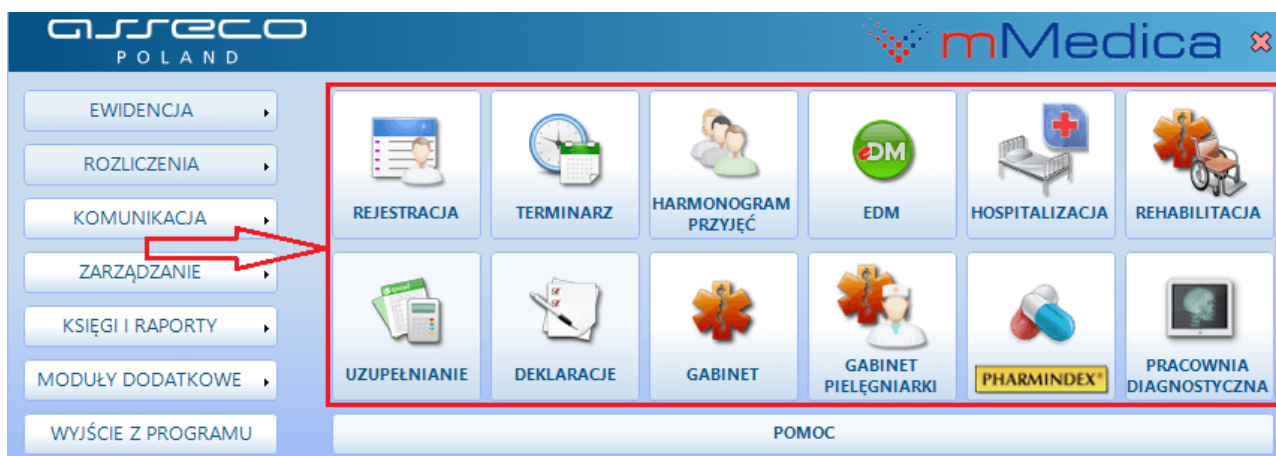 asseco
POLAND
mMedica
EWIDENCJA
ROZLICZENIA
KOMUNIKACJA
ZARZĄDZANIE
KSIĘGI I RAPORTY
MODUŁY DODATKOWE
WYJŚCIE Z PROGRAMU
REJESTRACJA
TERMINARZ
HARMONOGRAM
PRZYJĘĆ
eDM
EDM
HOSPITALIZACJA
REHABILITACJA
UZUPEŁNIANIE
DEKLARACJE
GABINET
GABINET
PIELĘGNIARKI
PHARMINDEX®
PRACOWNIA
DIAGNOSTYCZNA
POMOC